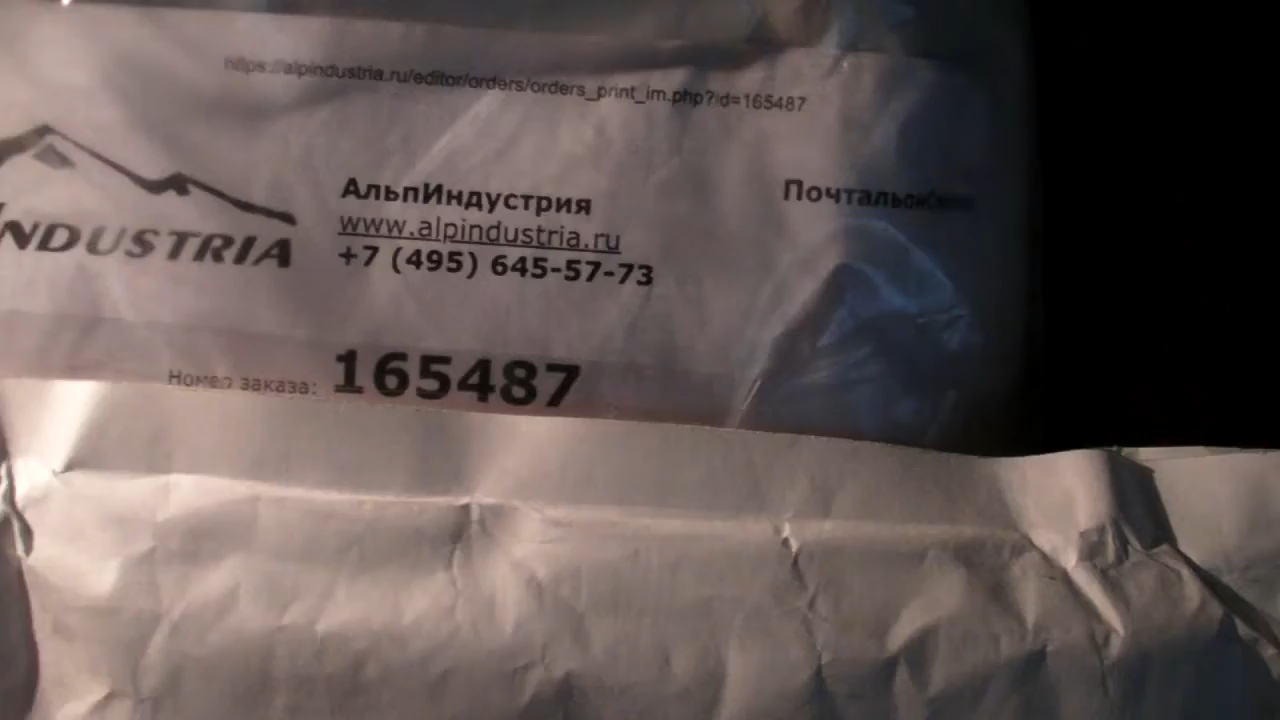 https://alpindustria.ru/editor/orders/orders_print_im.php?id=165487
INDUSTRIA
АльпИндустрия
www.alpindustria.ru
+7 (495) 645-57-73
Номер заказа: 165487